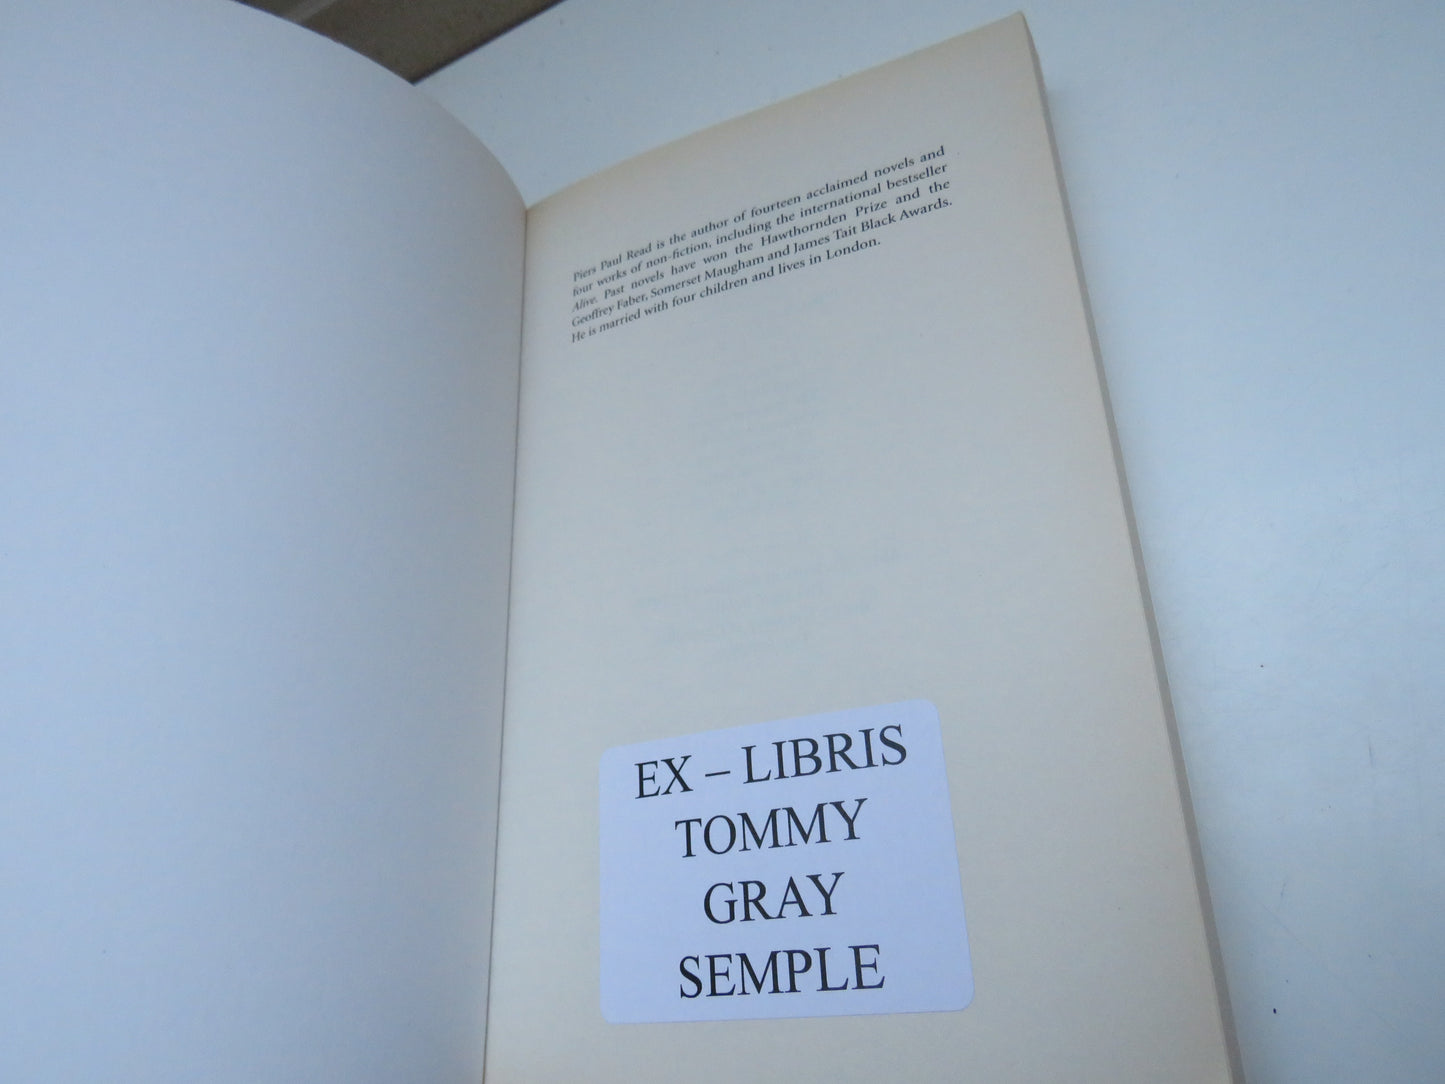 Piers Paul Read is the author of fourteen acclaimed novels and
four works of non-fiction, including the international bestseller
Alive. Past novels have won the Hawthornden Prize and the
Geoffrey Faber, Somerset Maugham and James Tait Black Awards.
He is married with four children and lives in London.
EX – LIBRIS
TOMMY
GRAY
SEMPLE